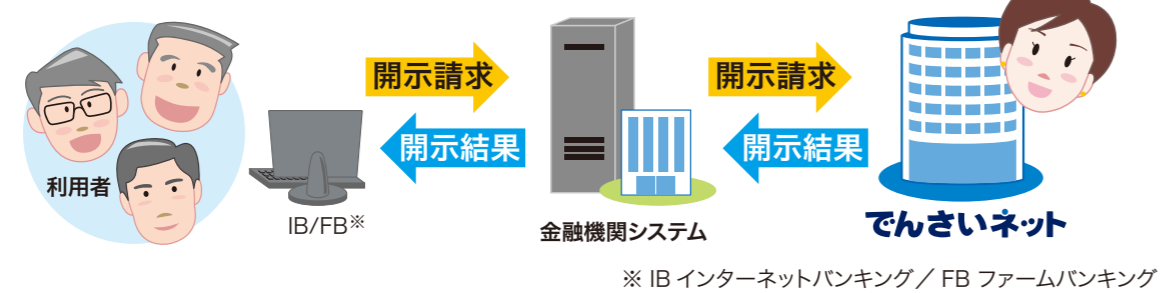 開示請求
開示請求
開示結果
開示結果
利用者
IB/FB※
金融機関システム
でんさいネット
※ IB インターネットバンキング／ FB ファームバンキング